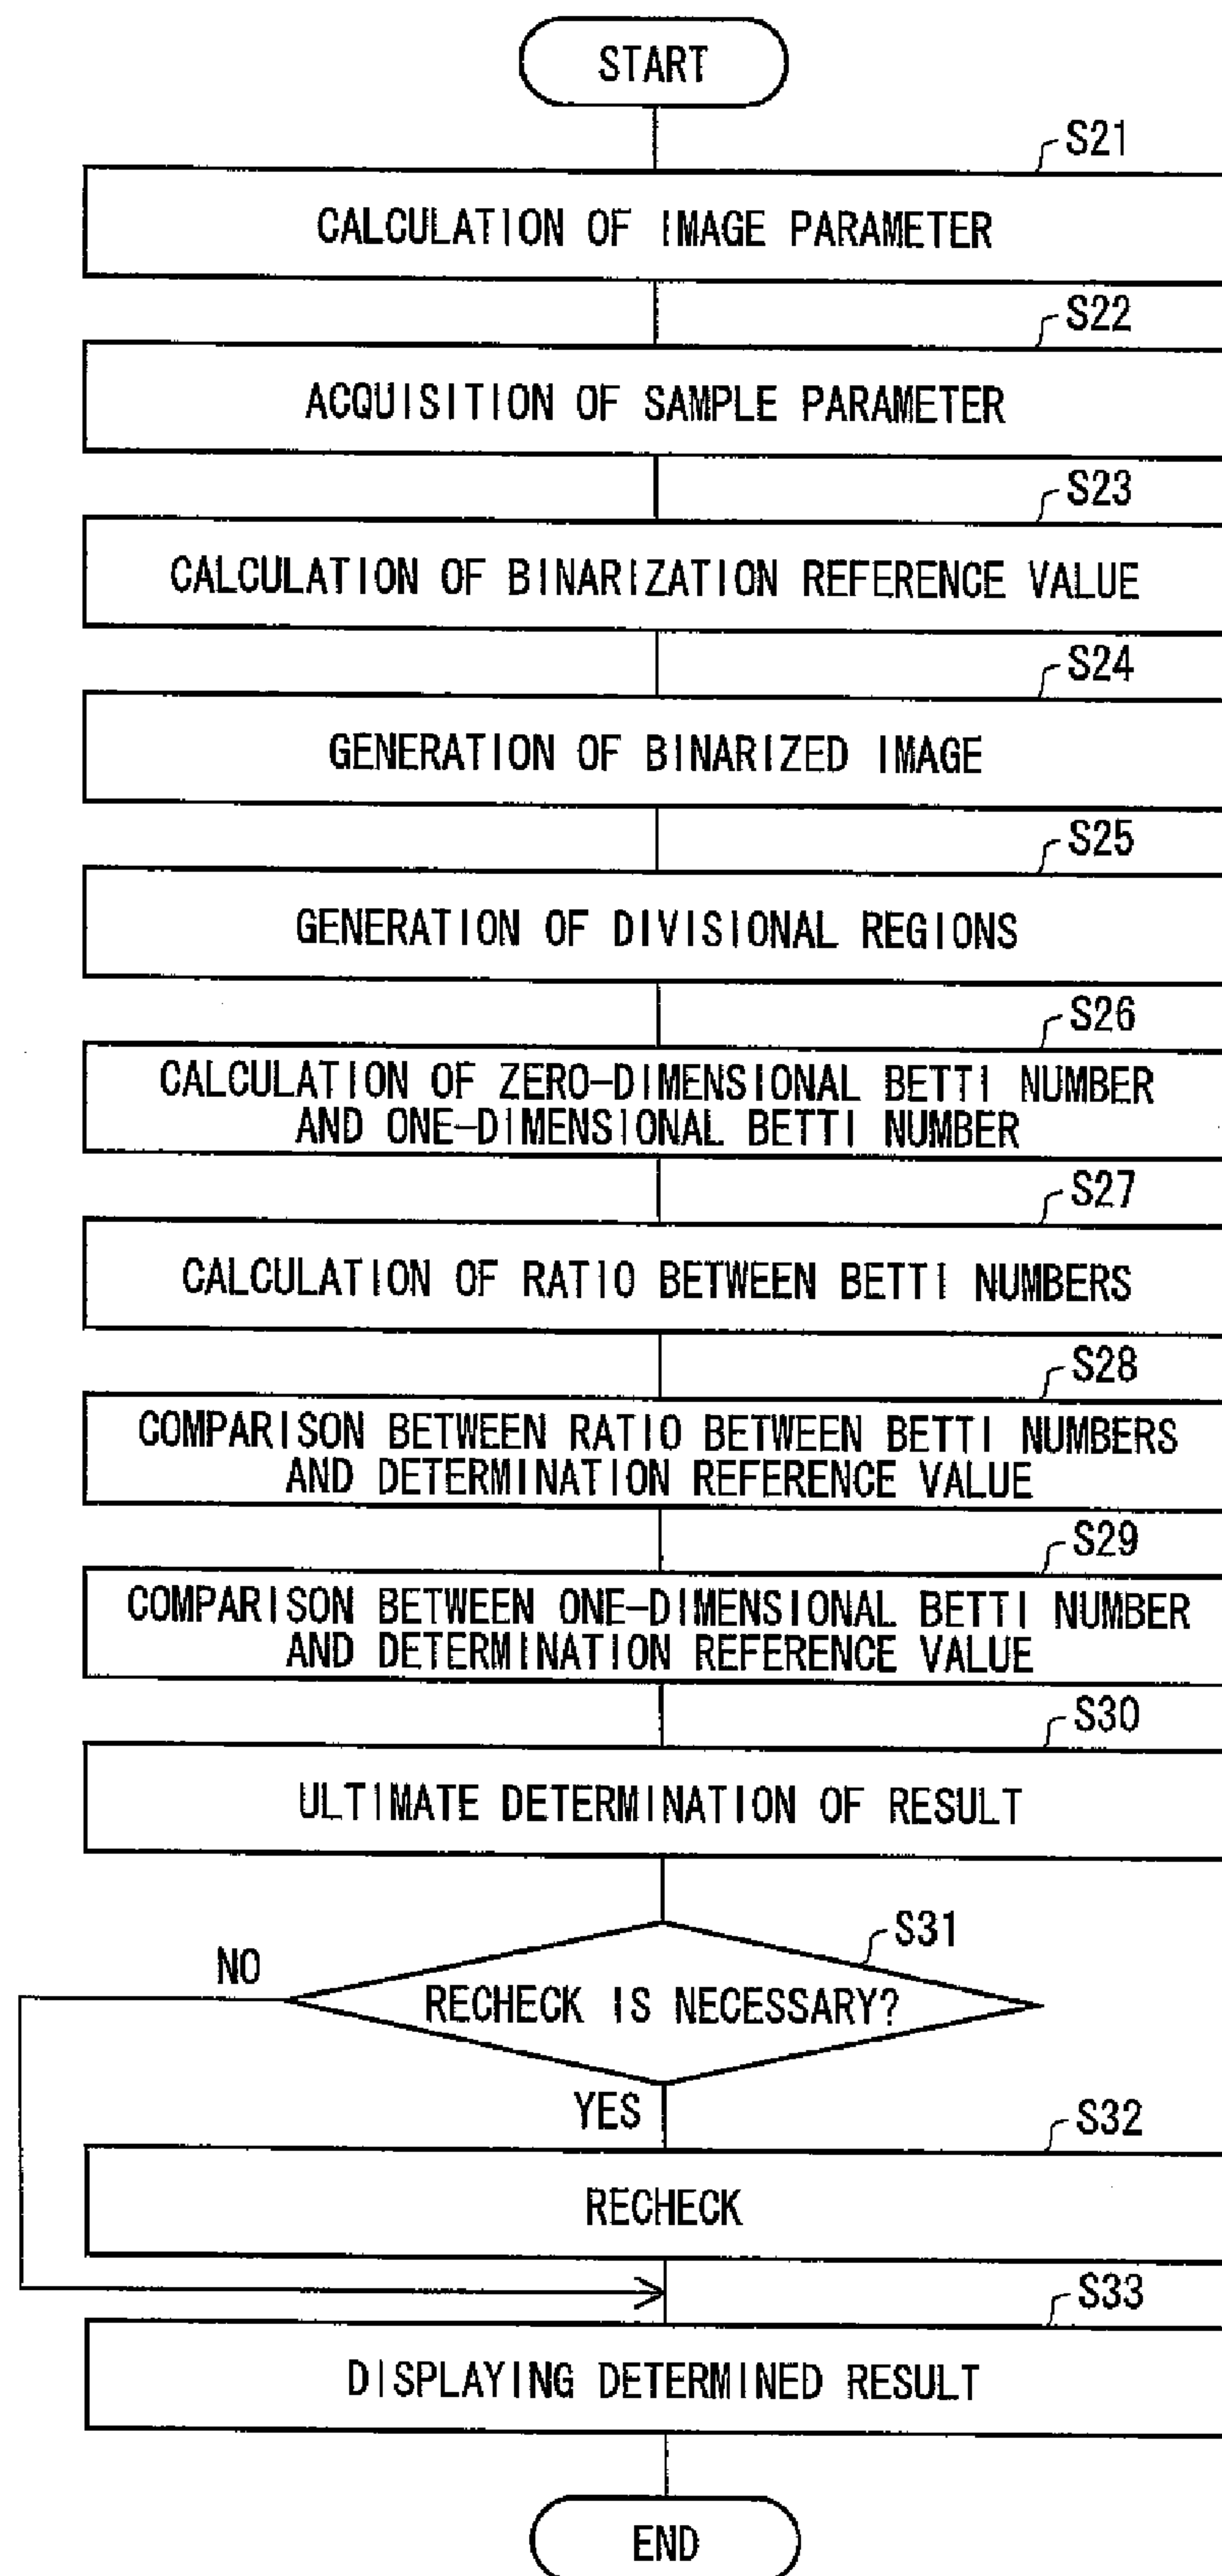 START
S21
CALCULATION OF IMAGE PARAMETER
S22
ACQUISITION OF SAMPLE PARAMETER
S23
CALCULATION OF BINARIZATION REFERENCE VALUE
S24
GENERATION OF BINARIZED IMAGE
S25
GENERATION OF DIVISIONAL REGIONS
S26
CALCULATION OF ZERO-DIMENSIONAL BETTI NUMBER
AND ONE-DIMENSIONAL BETTI NUMBER
S27
CALCULATION OF RATIO BETWEEN BETTI NUMBERS
S28
COMPARISON BETWEEN RATIO BETWEEN BETTI NUMBERS
AND DETERMINATION REFERENCE VALUE
S29
COMPARISON BETWEEN ONE-DIMENSIONAL BETTI NUMBER
AND DETERMINATION REFERENCE VALUE
S30
ULTIMATE DETERMINATION OF RESULT
S31
NO
RECHECK IS NECESSARY?
YES
S32
RECHECK
S33
DISPLAYING DETERMINED RESULT
END